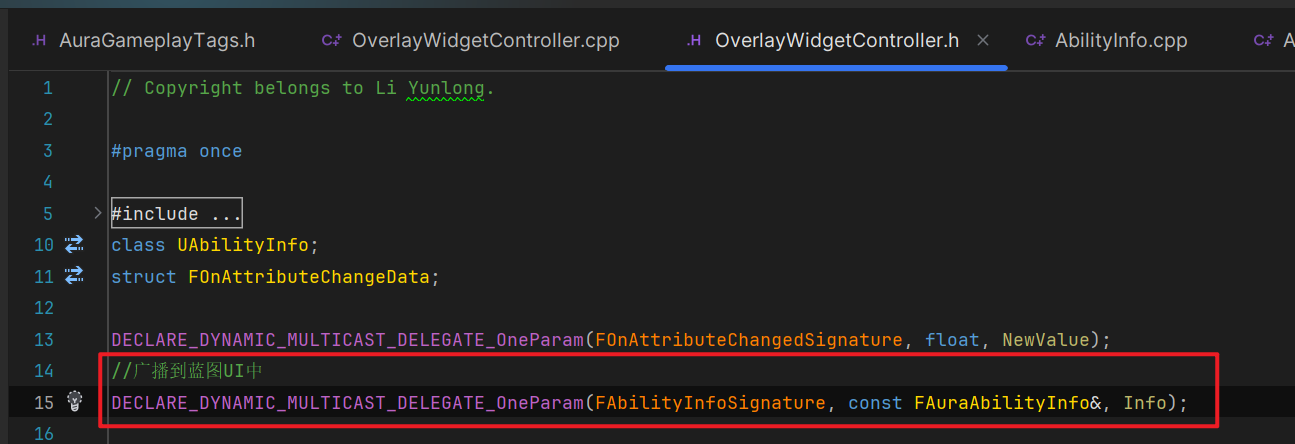 .H AuraGameplayTags.h C++ OverlayWidgetController.cpp .H OverlayWidgetController.h × C++ AbilityInfo.cpp C++ A
1 // Copyright belongs to Li Yunlong.
2
3 #pragma once
4
5 > #include ...
10 class UAbilityInfo;
11 struct FOnAttributeChangeData;
12
13 DECLARE_DYNAMIC_MULTICAST_DELEGATE_OneParam(FOnAttributeChangedSignature, float, NewValue);
14 //广播到蓝图UI中
15 DECLARE_DYNAMIC_MULTICAST_DELEGATE_OneParam(FAbilityInfoSignature, const FAuraAbilityInfo&, Info);
16